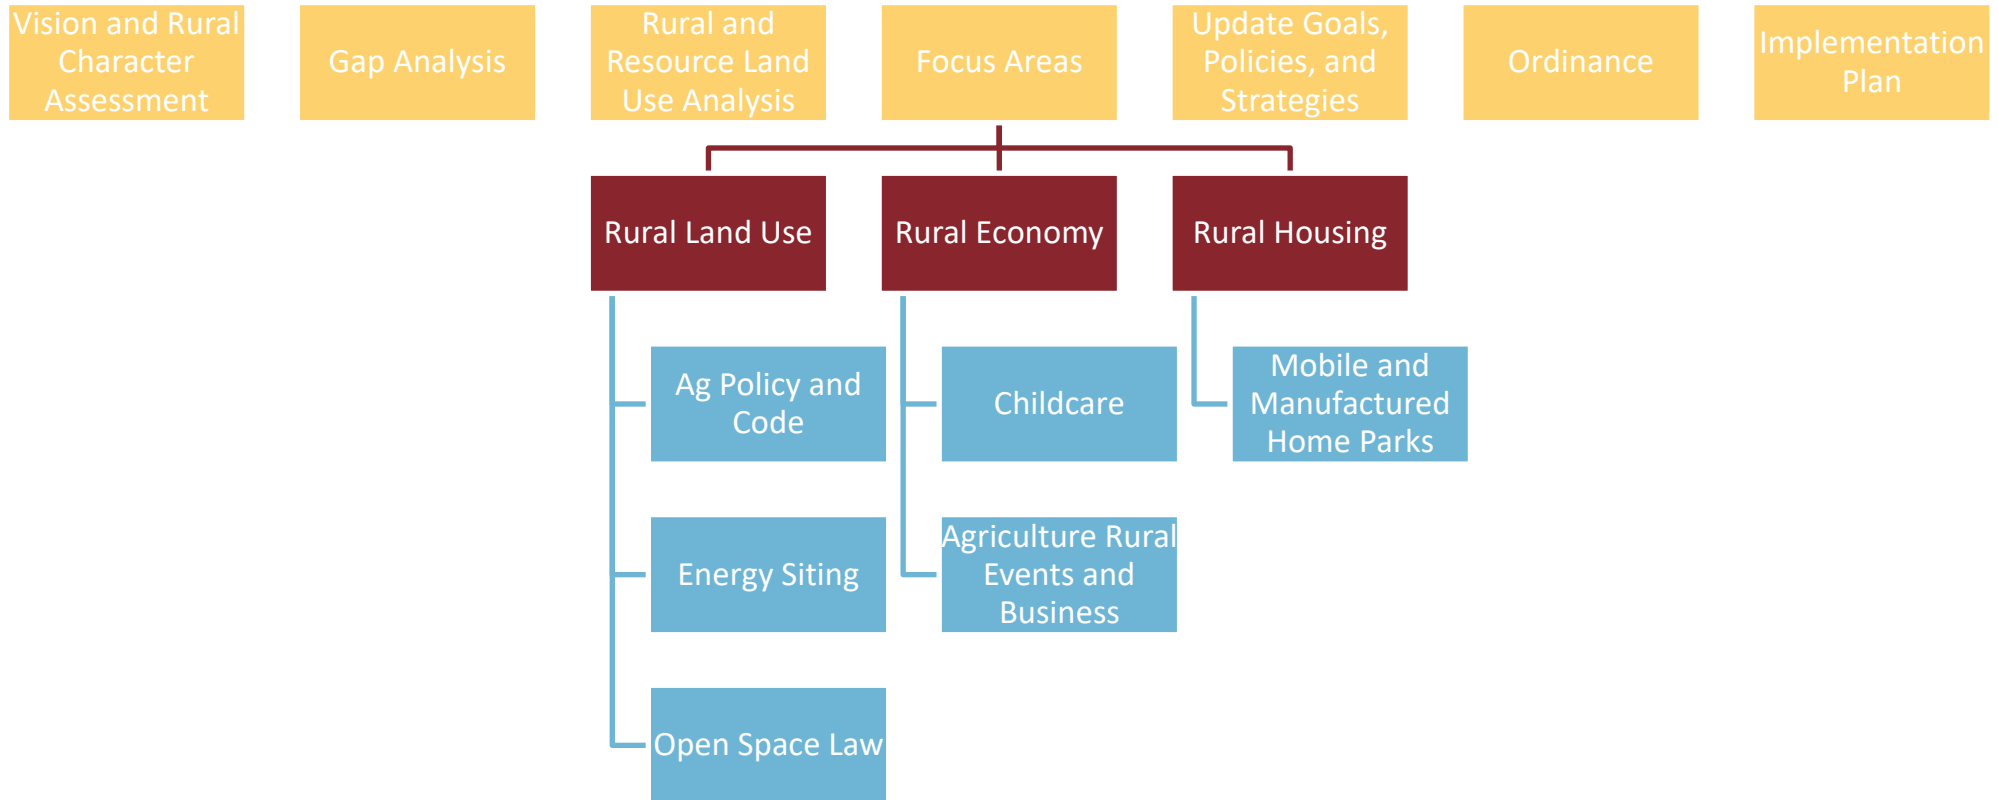 Vision and Rural
Character
Assessment
Gap Analysis
Rural and
Resource Land
Use Analysis
Focus Areas
Update Goals,
Policies, and
Strategies
Ordinance
Implementation
Plan
Rural Land Use
Rural Economy
Rural Housing
Ag Policy and
Code
Childcare
Mobile and
Manufactured
Home Parks
Energy Siting
Agriculture Rural
Events and
Business
Open Space Law